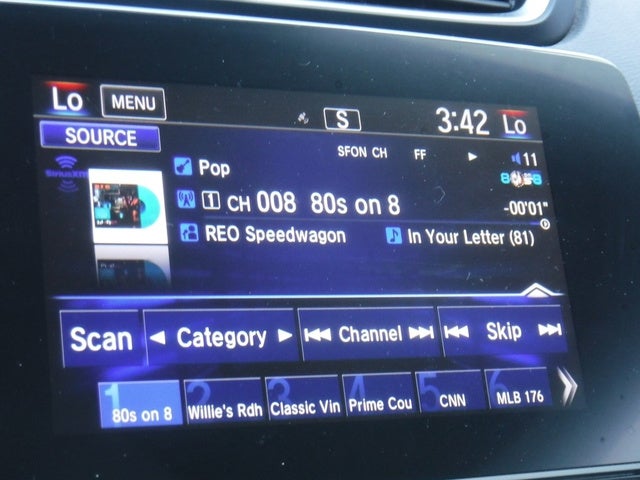 Lo MENU S 3:42 Lo
SOURCE
SFON CH FF 11
SiriusXM
Pop
1 CH 008 80s on 8 -00'01"
REO Speedwagon In Your Letter (81)
Scan Category Channel Skip
1 2 3 4 5 6
80s on 8 Willie's Rdh Classic Vin Prime Cou CNN MLB 176